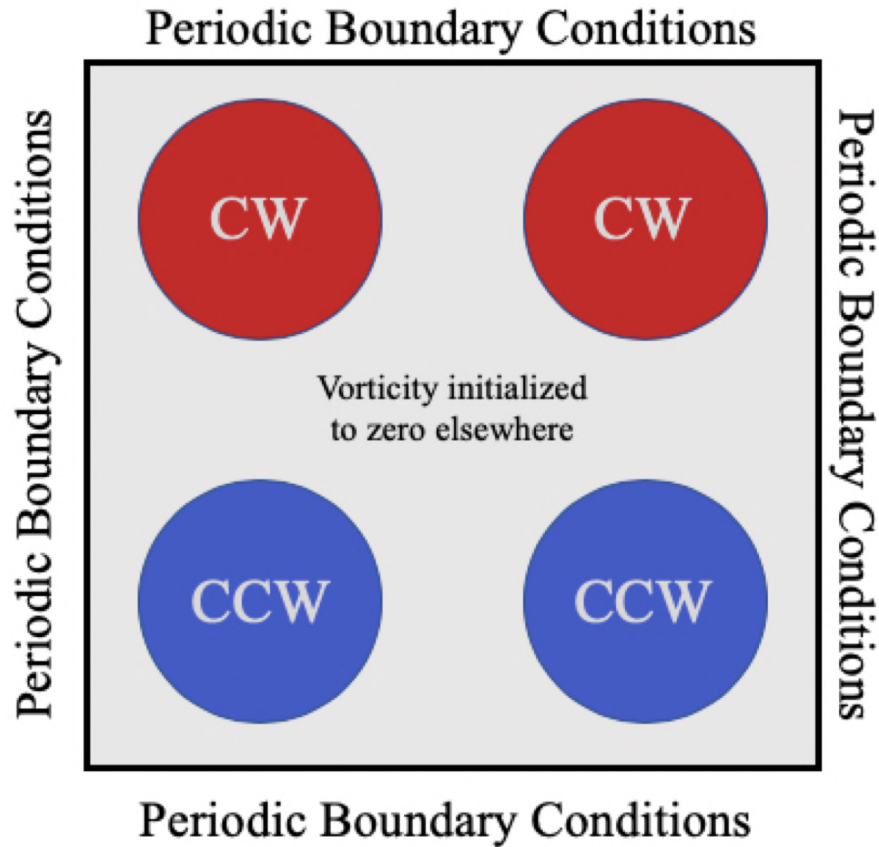 Periodic Boundary Conditions
Periodic Boundary Conditions
Periodic Boundary Conditions
CW
CW
Vorticity initialized
to zero elsewhere
CCW
CCW
Periodic Boundary Conditions